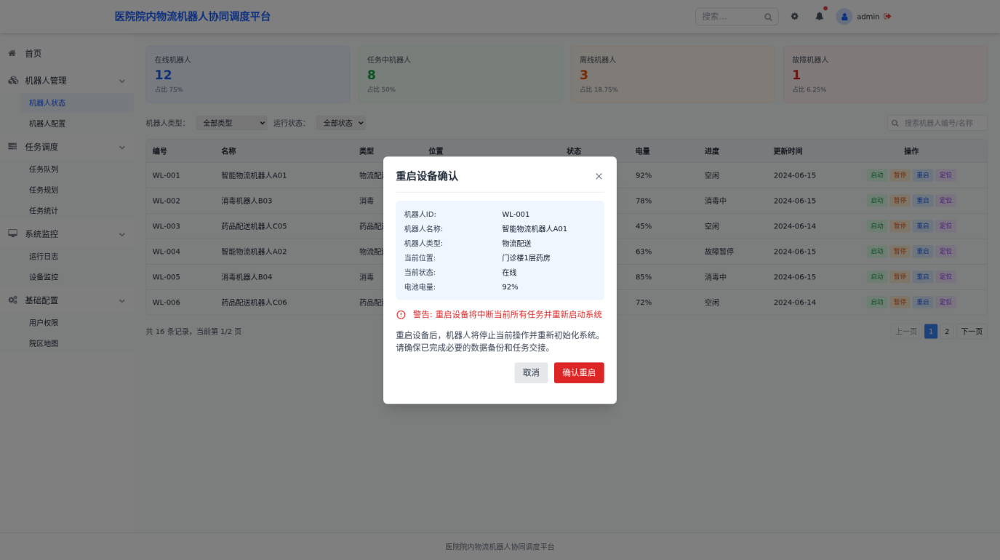 医院院内物流机器人协同调度平台
搜索...
admin
首页
机器人管理
机器人状态
机器人配置
任务调度
任务队列
任务规划
任务统计
系统监控
运行日志
设备监控
基础配置
用户权限
院区地图
在线机器人
12
占比 75%
任务中机器人
8
占比 50%
离线机器人
3
占比 18.75%
故障机器人
1
占比 6.25%
机器人类型: 全部类型 运行状态: 全部状态 搜索机器人编号/名称
编号 名称 类型 位置 状态 电量 进度 更新时间 操作
WL-001 智能物流机器人A01 物流配 92% 空闲 2024-06-15 启动 暂停 重启 定位
WL-002 消毒机器人B03 消毒 78% 消毒中 2024-06-15 启动 暂停 重启 定位
WL-003 药品配送机器人C05 药品配 45% 空闲 2024-06-14 启动 暂停 重启 定位
WL-004 智能物流机器人A02 物流配 63% 故障暂停 2024-06-15 启动 暂停 重启 定位
WL-005 消毒机器人B04 消毒 85% 消毒中 2024-06-15 启动 暂停 重启 定位
WL-006 药品配送机器人C06 药品配 72% 空闲 2024-06-14 启动 暂停 重启 定位
共 16 条记录，当前第 1/2 页
上一页 1 2 下一页
重启设备确认
机器人ID: WL-001
机器人名称: 智能物流机器人A01
机器人类型: 物流配送
当前位置: 门诊楼1层药房
当前状态: 在线
电池电量: 92%
警告: 重启设备将中断当前所有任务并重新启动系统
重启设备后，机器人将停止当前操作并重新初始化系统。
请确保已完成必要的数据备份和任务交接。
取消 确认重启
医院院内物流机器人协同调度平台